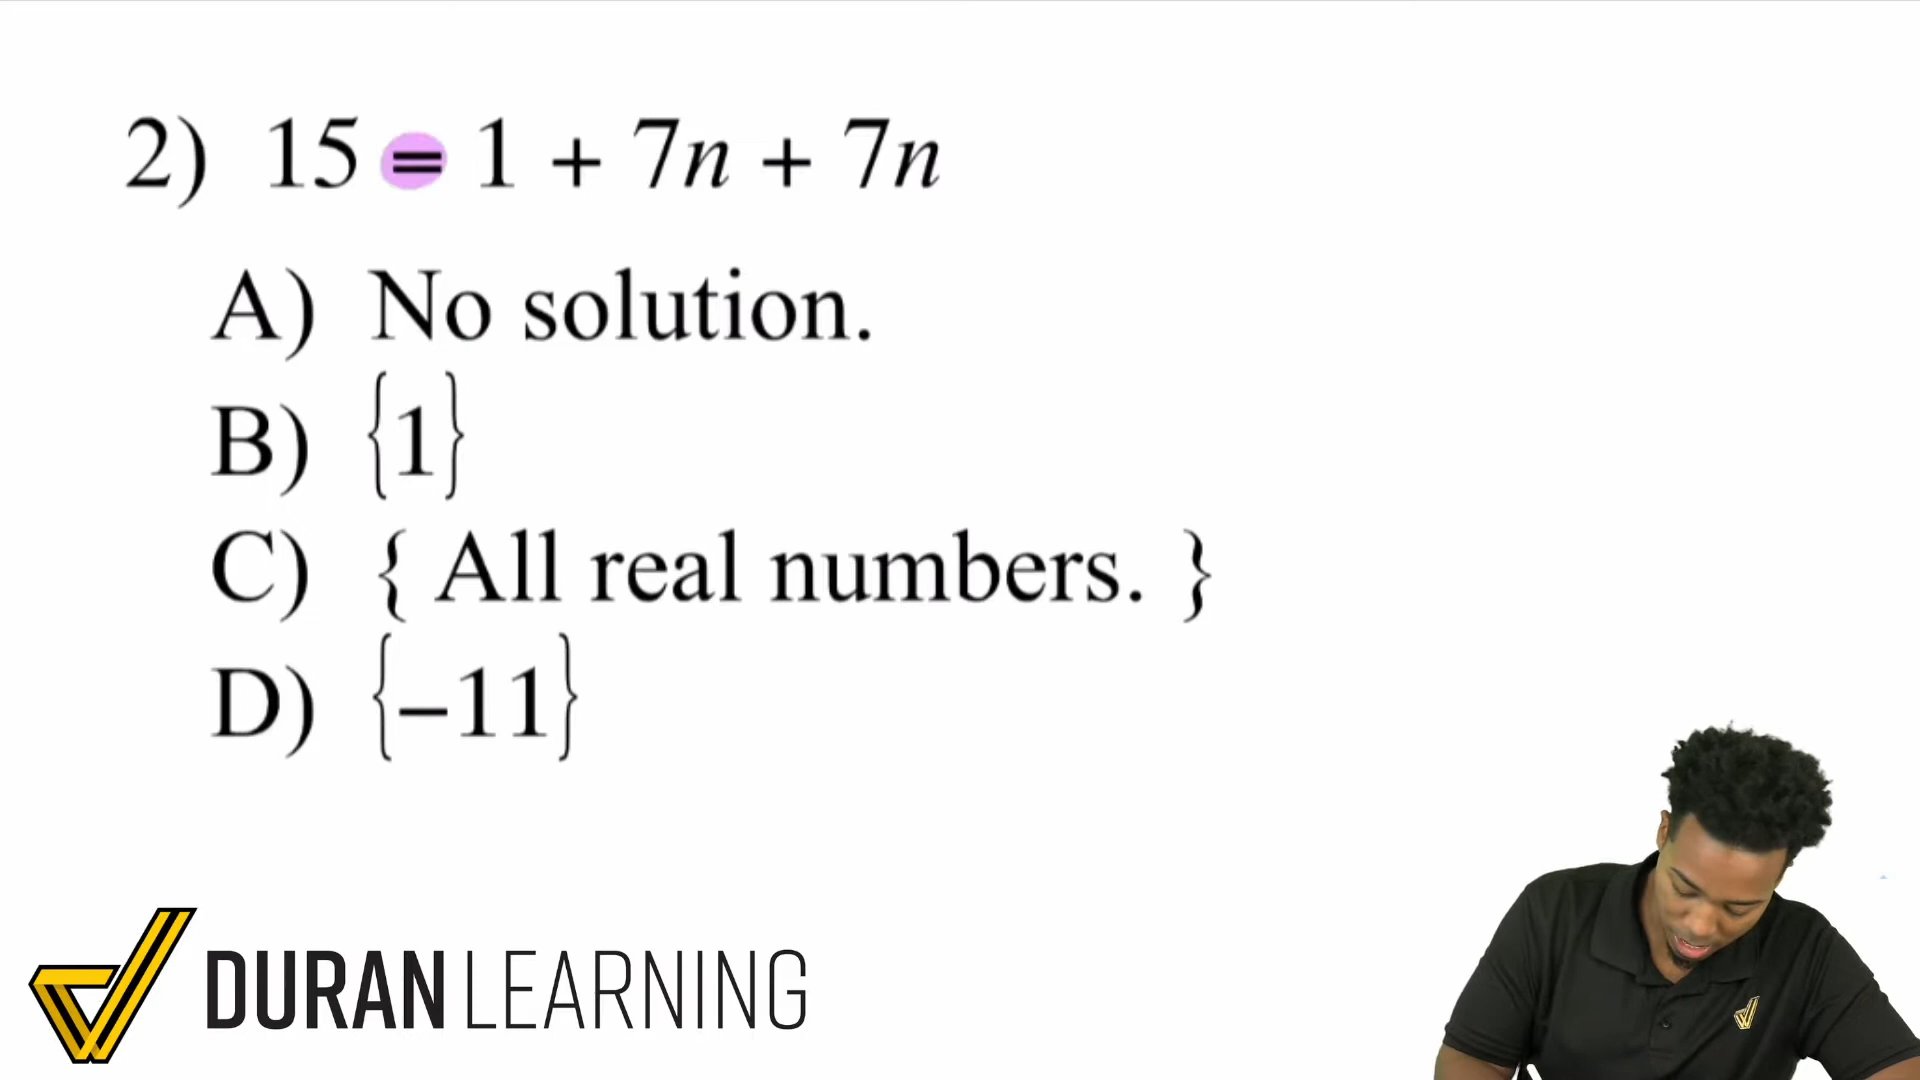 2) 15 = 1 + 7n + 7n
A) No solution.
B) {1}
C) { All real numbers. }
D) {–11}
DURAN LEARNING